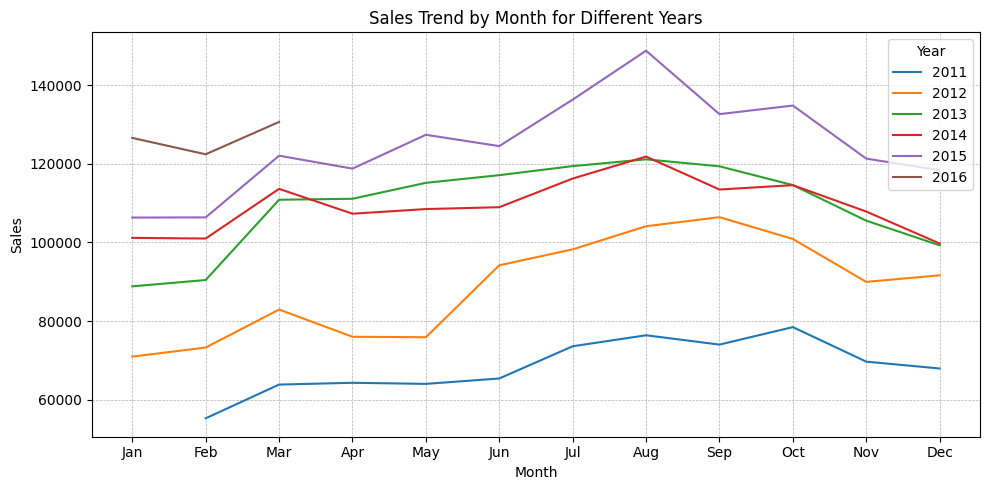 Sales Trend by Month for Different Years
Sales
140000
120000
100000
80000
60000
Year
2011
2012
2013
2014
2015
2016
Jan Feb Mar Apr May Jun Jul Aug Sep Oct Nov Dec
Month